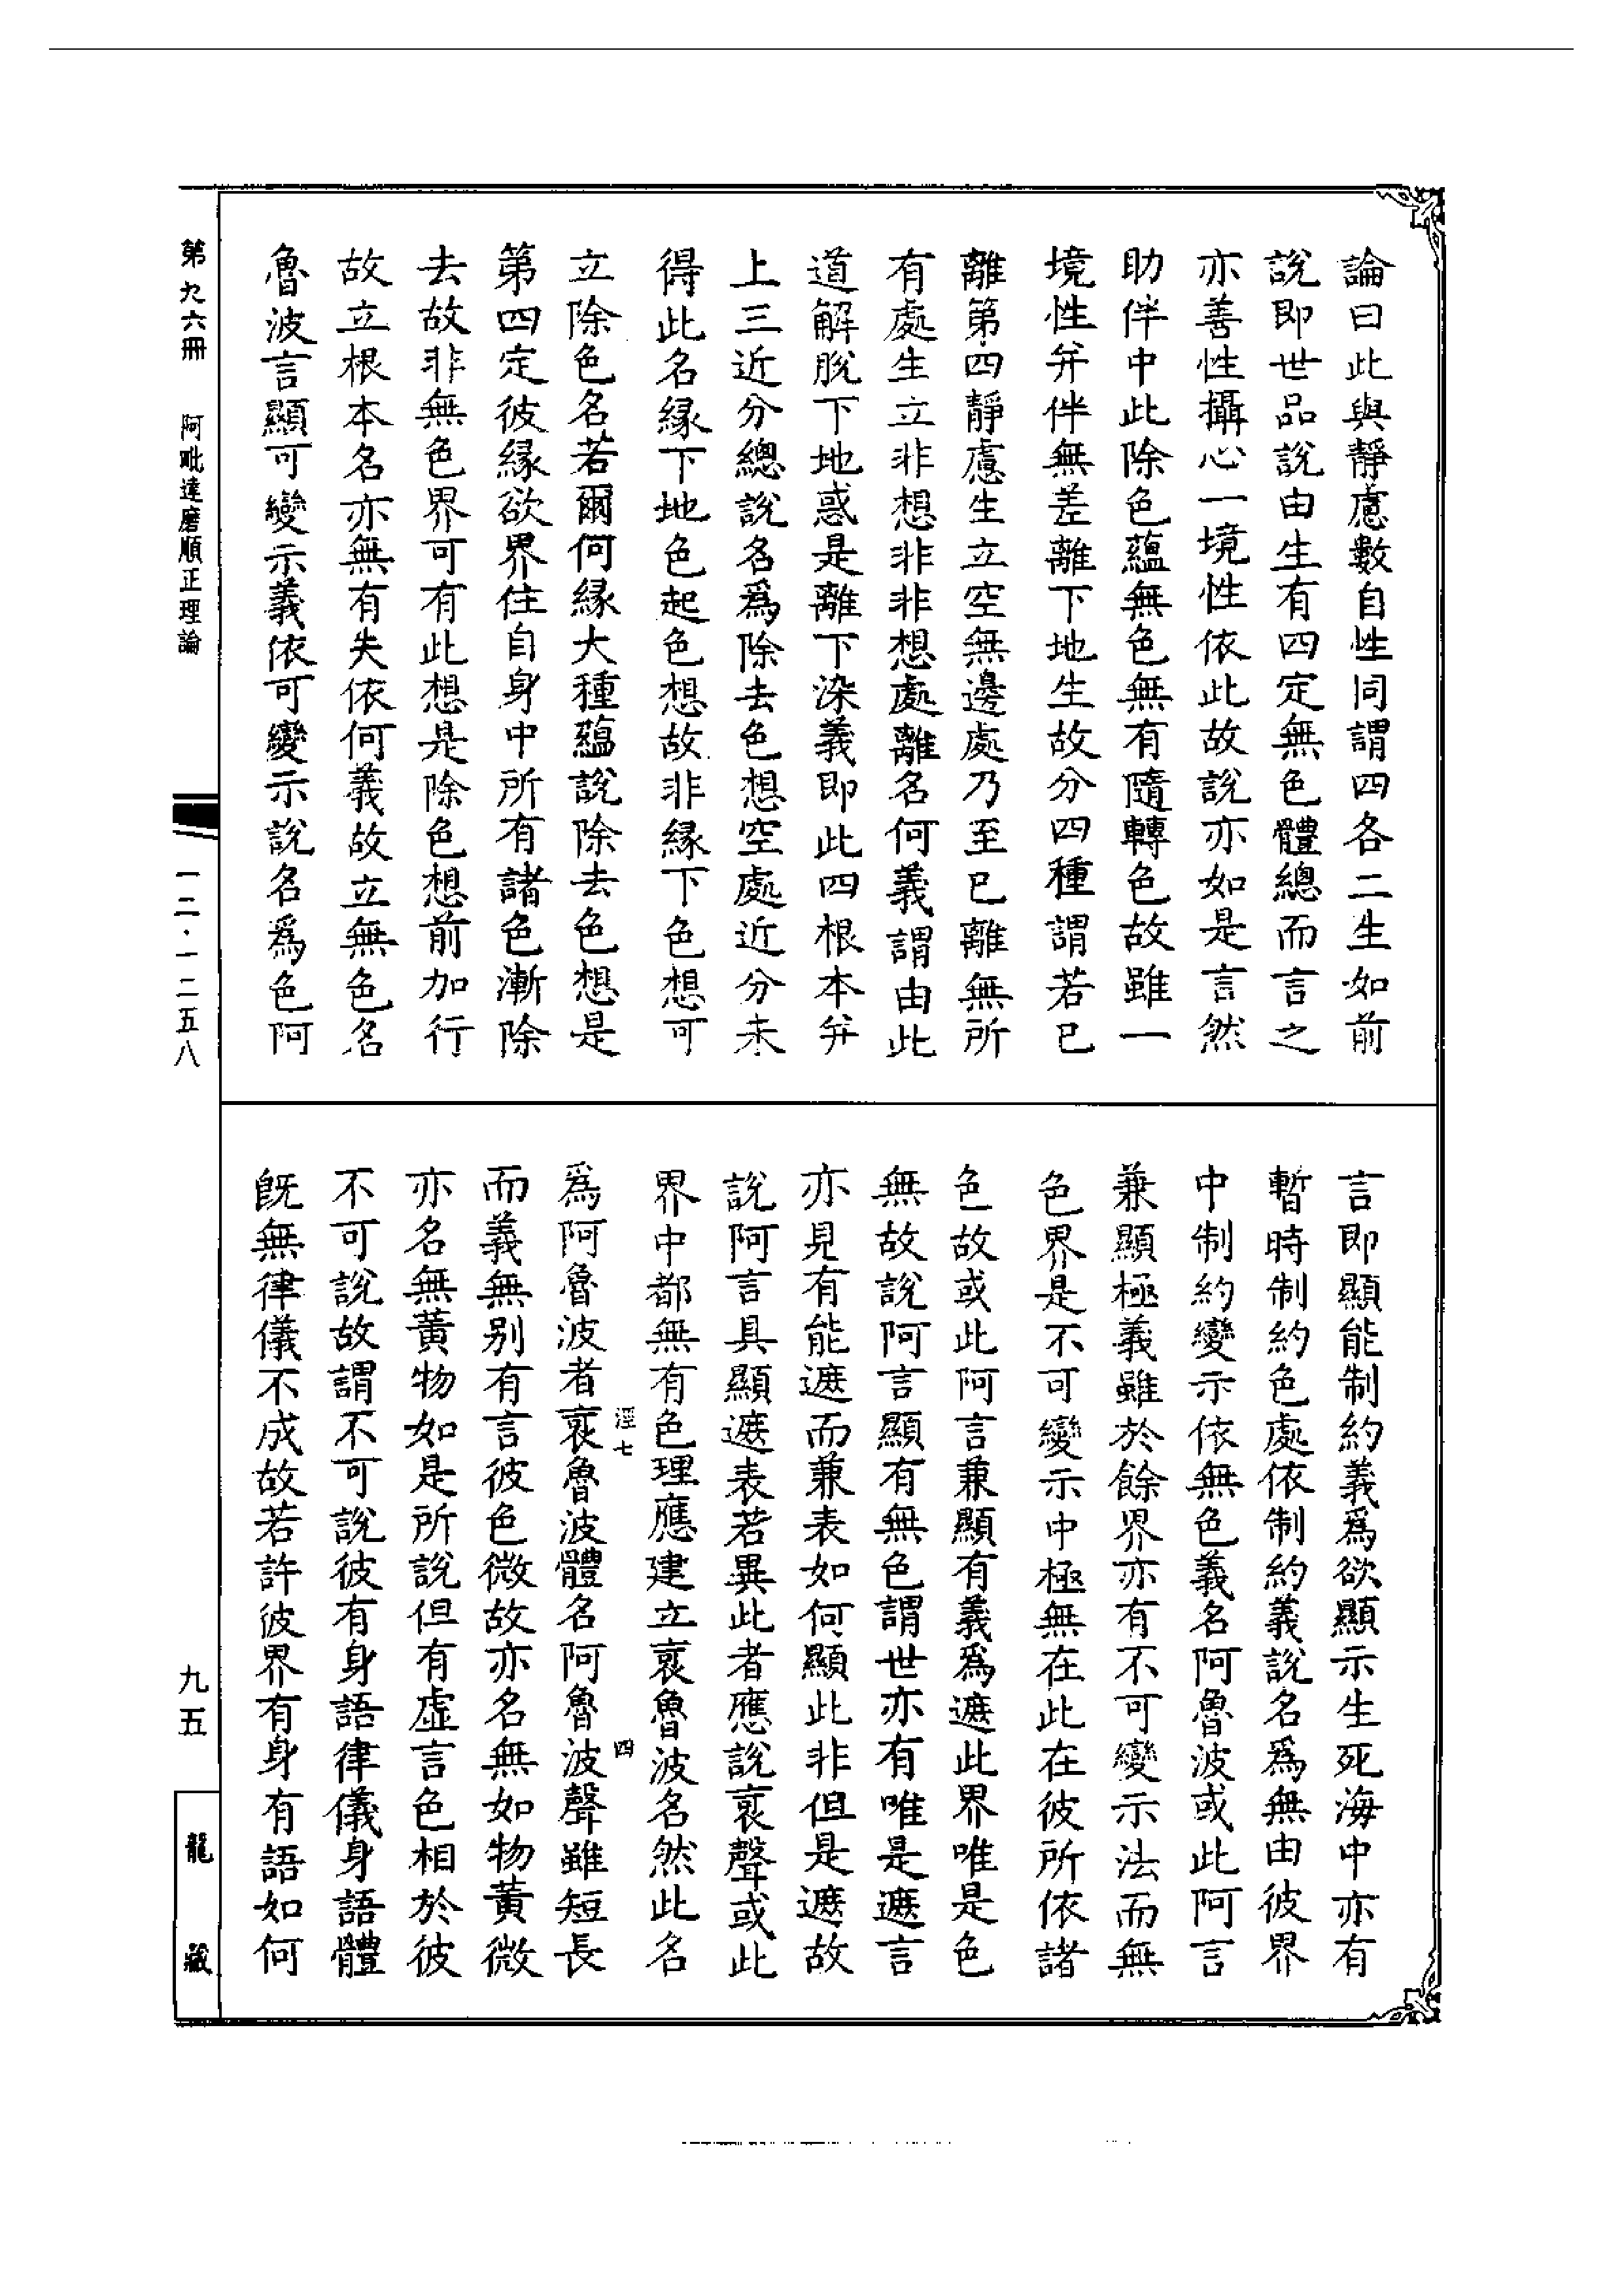 論曰此與靜慮數自性同謂四各二生如前
說即世品說由生有四定無色體總而言之
亦善性攝心一境性依此故說亦如是言然
助伴中此除色蘊無色無有隨轉色故雖一
境性并伴無差離下地生故分四種謂若已
離第四靜慮生立空無邊處乃至已離無所
有處生立非想非非想處離名何義謂由此
道解脫下地惑是離下染義即此四根本并
上三近分總說名爲除去色想空處近分未
得此名緣下地色起色想故非緣下色想可
立除色名若爾何緣大種蘊說除去色想是
第四定彼緣欲界住自身中所有諸色漸除
去故非無色界可有此想是除色想前加行
故立根本名亦無有失依何義故立無色名
魯波言顯可變示義依可變示說名爲色阿
言即顯能制約義爲欲顯示生死海中亦有
暫時制約色處依制約義說名爲無由彼界
中制約變示依無色義名阿魯波或此阿言
兼顯極義雖於餘界亦有不可變示法而無
色界是不可變示中極無在此在彼所依諸
色故或此阿言兼顯有義爲遮此界唯是色
無故說阿言顯有無色謂世亦有唯是遮言
亦見有能遮而兼表如何顯此非但是遮故
說阿言具顯遮表若異此者應說裒聲或此
界中都無有色理應建立裒魯波名然此名
爲阿魯波者裒魯波體名阿魯波聲雖短長
涇七
四
而義無別有言彼色微故亦名無如物黃微
亦名無黃物如是所說但有虛言色相於彼
不可說故謂不可說彼有身語律儀身語體
既無律儀不成故若許彼界有身有語如何
第九六冊 阿毗達磨順正理論
一二·一二五八
九五
龍藏